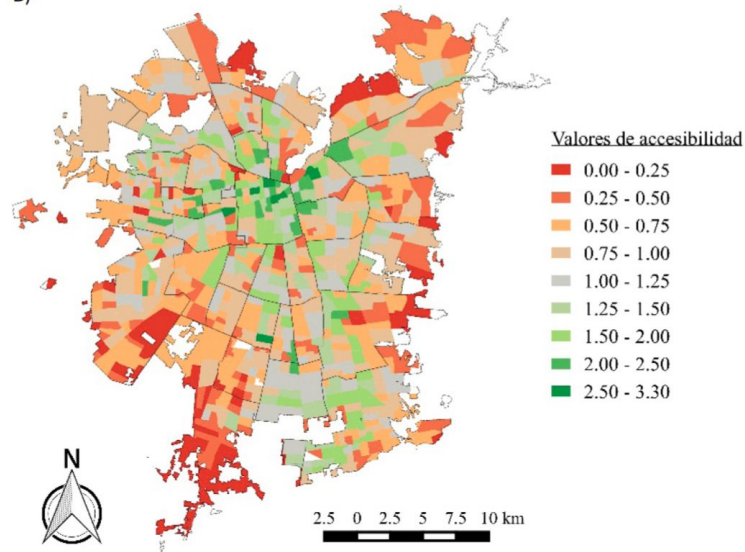 Valores de accesibilidad
0.00 - 0.25
0.25 - 0.50
0.50 - 0.75
0.75 - 1.00
1.00 - 1.25
1.25 - 1.50
1.50 - 2.00
2.00 - 2.50
2.50 - 3.30
N
2.5 0 2.5 5 7.5 10 km